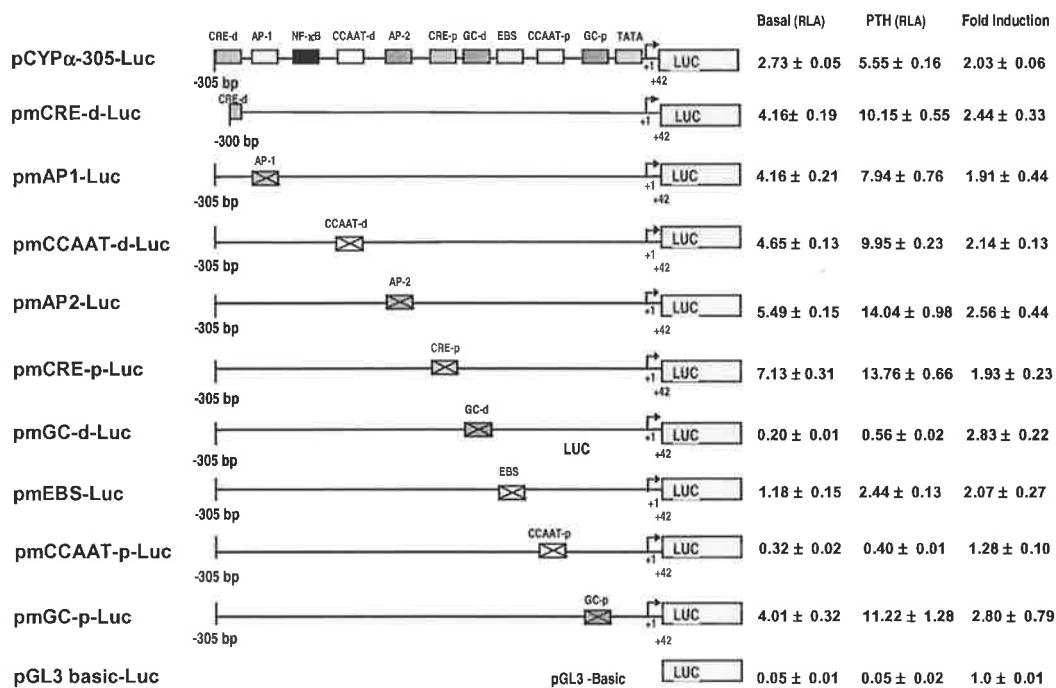 Basal (RLA) PTH (RLA) Fold Induction
CRE-d AP-1 NF-κB CCAAT-d AP-2 CRE-p GC-d EBS CCAAT-p GC-p TATA
pCYPα-305-Luc LUC 2.73 ± 0.05 5.55 ± 0.16 2.03 ± 0.06
-305 bp +1 +42
CRE-d
pmCRE-d-Luc LUC 4.16± 0.19 10.15 ± 0.55 2.44 ± 0.33
-300 bp +1 +42
AP-1
pmAP1-Luc LUC 4.16 ± 0.21 7.94 ± 0.76 1.91 ± 0.44
-305 bp +1 +42
CCAAT-d
pmCCAAT-d-Luc LUC 4.65 ± 0.13 9.95 ± 0.23 2.14 ± 0.13
-305 bp +1 +42
AP-2
pmAP2-Luc LUC 5.49 ± 0.15 14.04 ± 0.98 2.56 ± 0.44
-305 bp +1 +42
CRE-p
pmCRE-p-Luc LUC 7.13 ± 0.31 13.76 ± 0.66 1.93 ± 0.23
-305 bp +1 +42
GC-d
pmGC-d-Luc LUC 0.20 ± 0.01 0.56 ± 0.02 2.83 ± 0.22
-305 bp LUC +1 +42
EBS
pmEBS-Luc LUC 1.18 ± 0.15 2.44 ± 0.13 2.07 ± 0.27
-305 bp +1 +42
CCAAT-p
pmCCAAT-p-Luc LUC 0.32 ± 0.02 0.40 ± 0.01 1.28 ± 0.10
-305 bp +1 +42
GC-p
pmGC-p-Luc LUC 4.01 ± 0.32 11.22 ± 1.28 2.80 ± 0.79
-305 bp +1 +42
pGL3 basic-Luc pGL3 -Basic LUC 0.05 ± 0.01 0.05 ± 0.02 1.0 ± 0.01